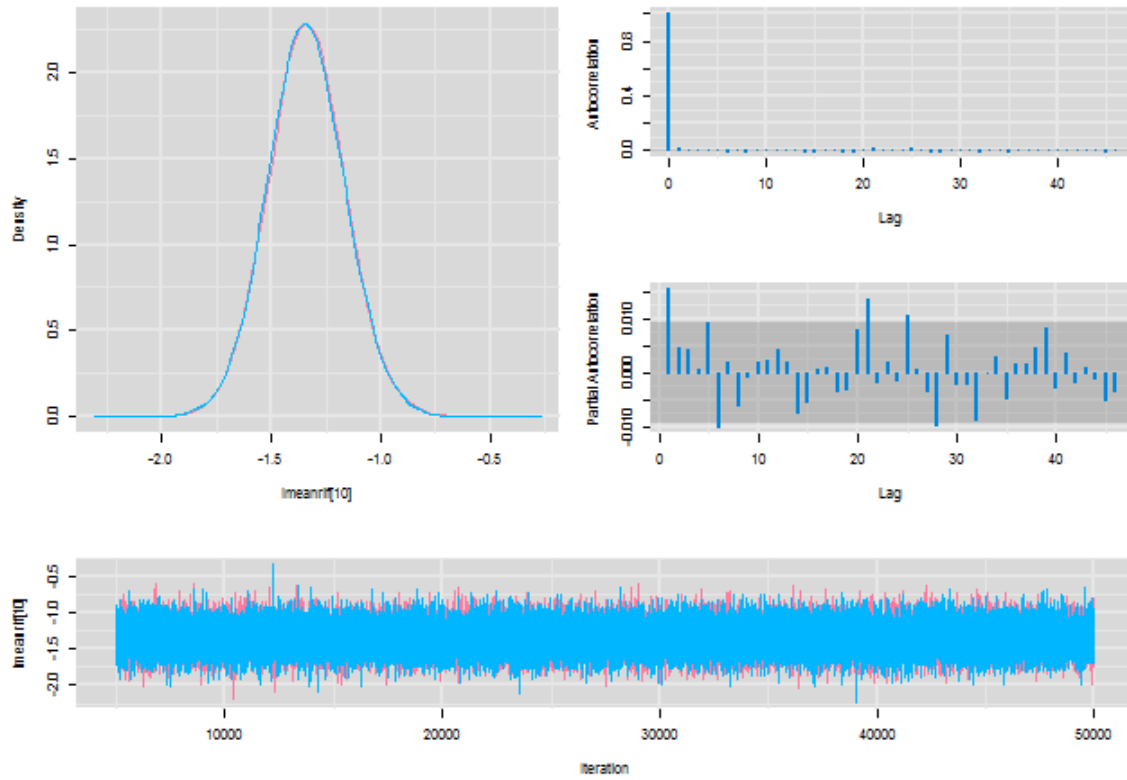 Density
0.0 0.5 1.0 1.5 2.0
-2.0 -1.5 -1.0 -0.5
lmeanrlf[10]
Autocorrelation
0.0 0.4 0.8
0 10 20 30 40
Lag
Partial Autocorrelation
-0.010 0.000 0.010
0 10 20 30 40
Lag
lmeanrlf[10]
-2.0 -1.5 -1.0 -0.5
10000 20000 30000 40000 50000
Iteration